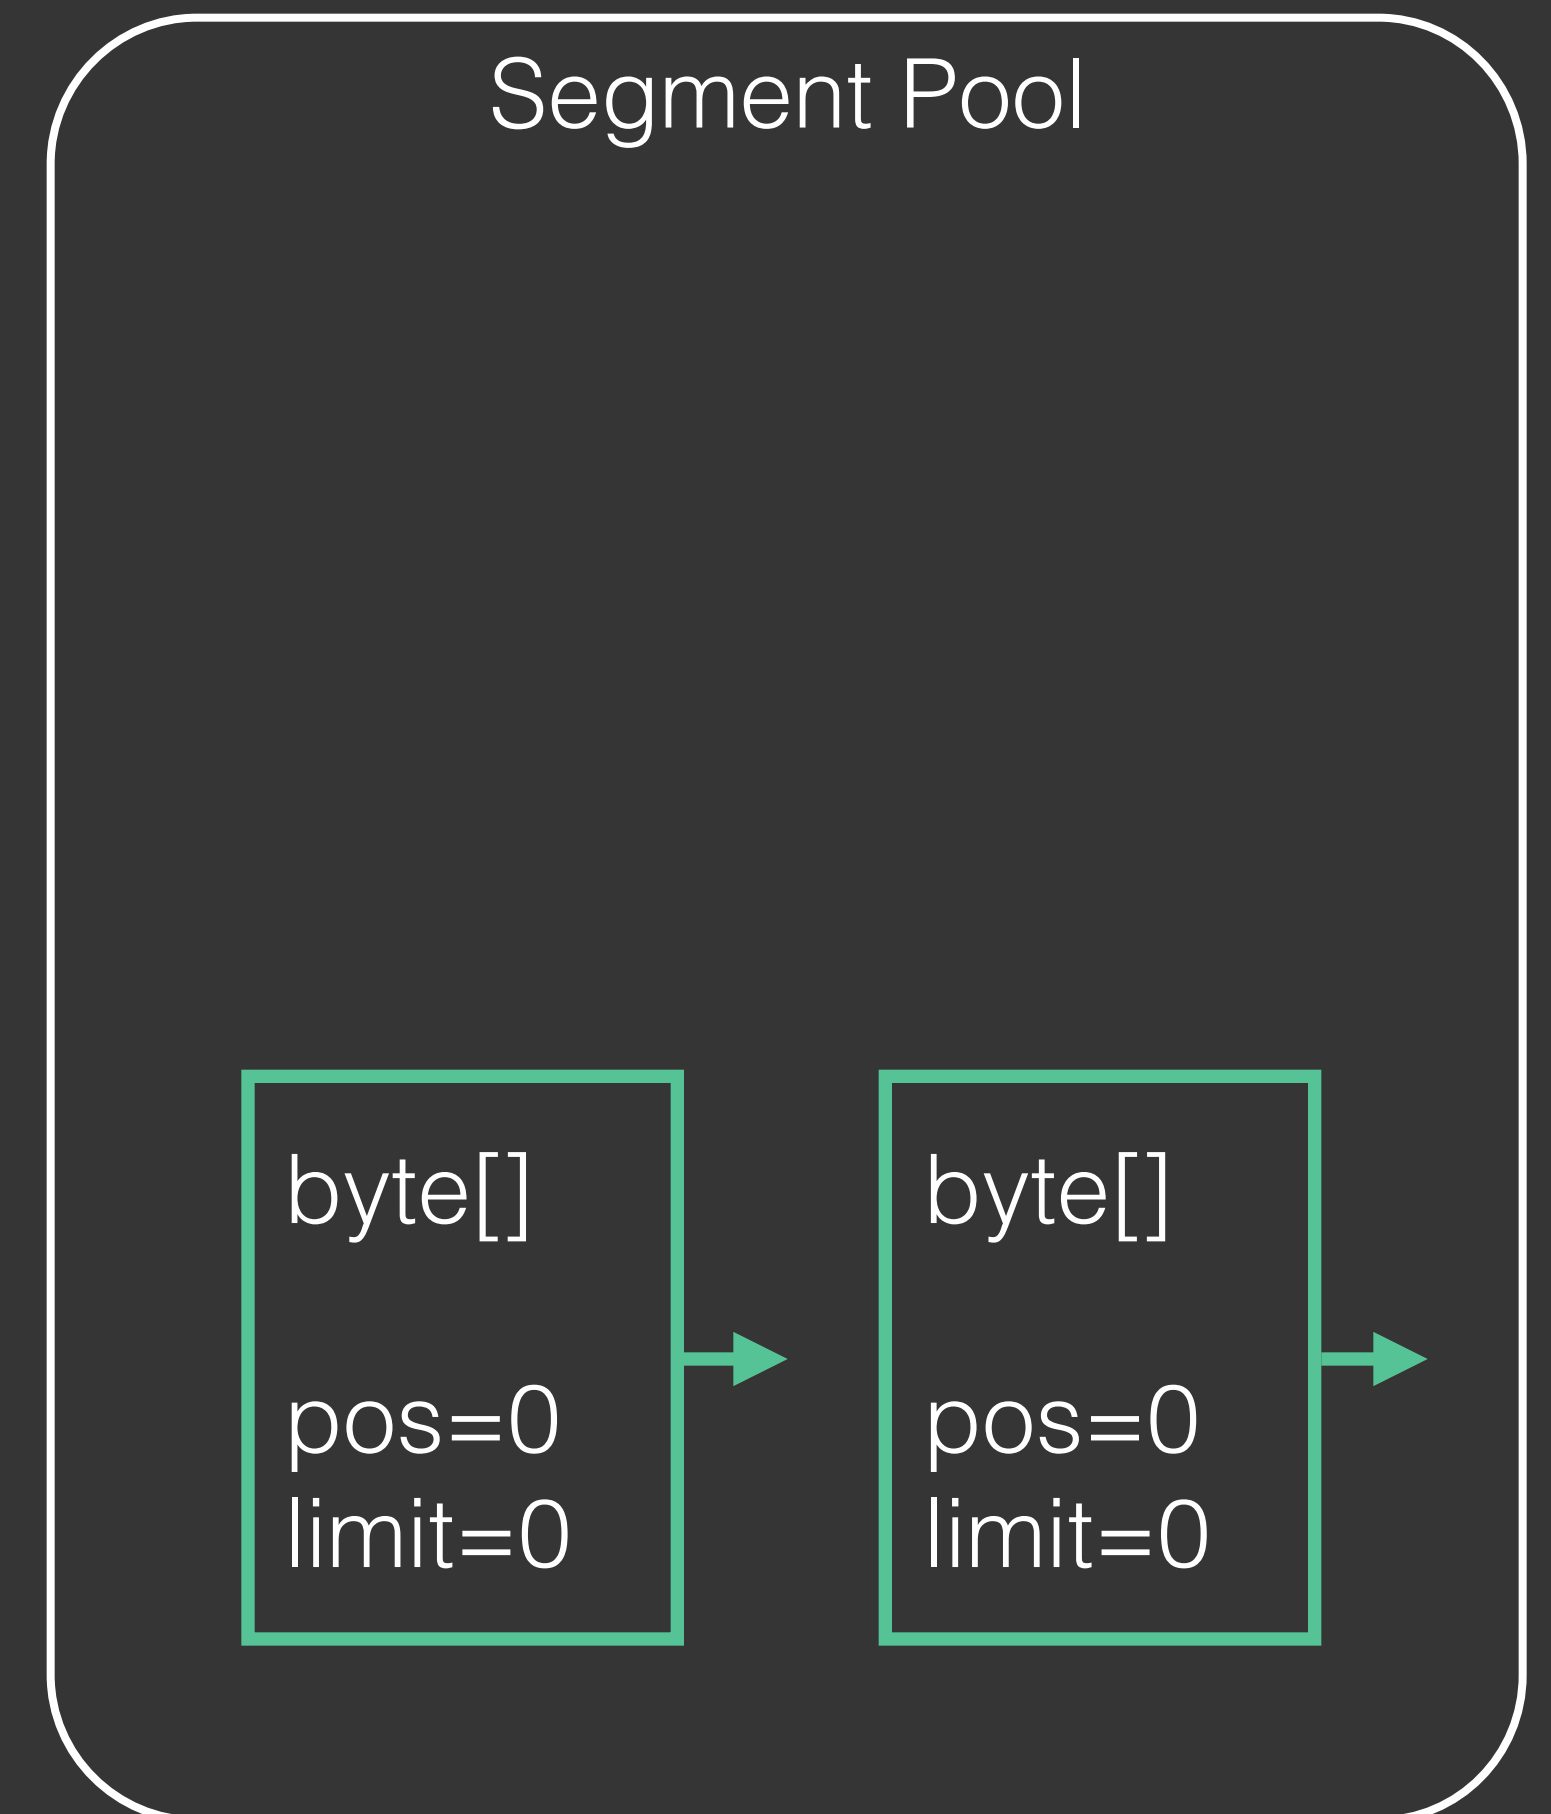 Segment Pool
byte[]
pos=0
limit=0
byte[]
pos=0
limit=0